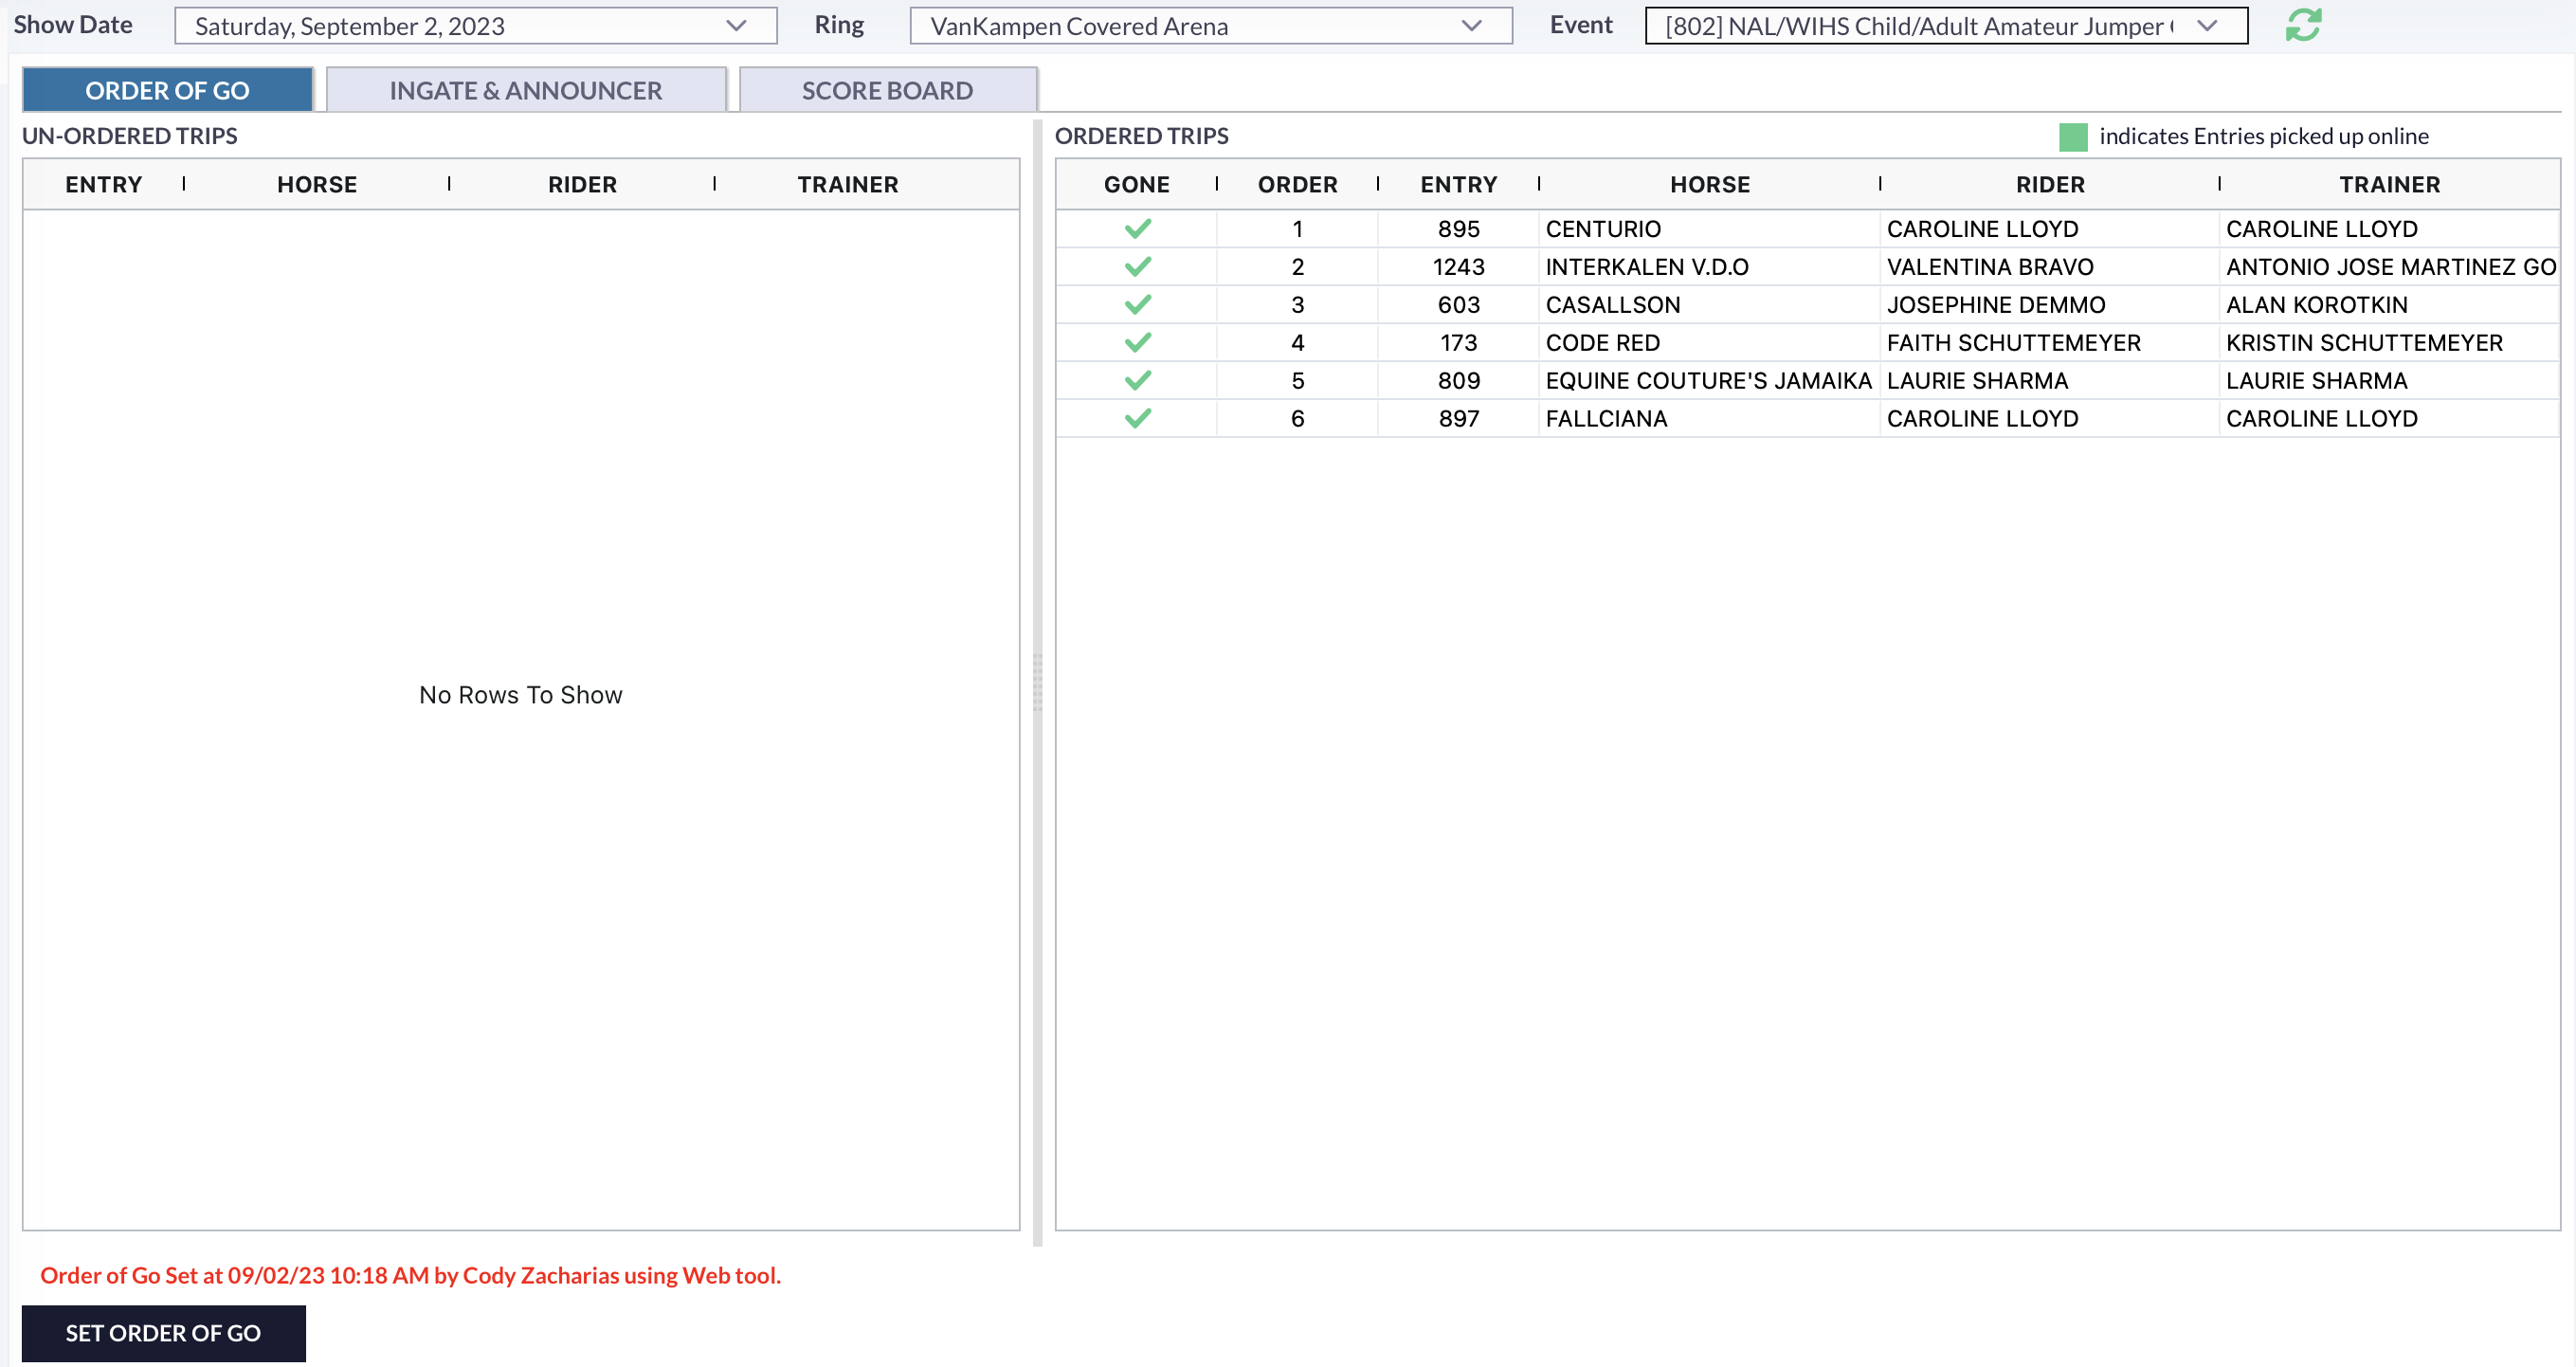 Show Date Saturday, September 2, 2023 Ring VanKampen Covered Arena Event [802] NAL/WIHS Child/Adult Amateur Jumper
ORDER OF GO INGATE & ANNOUNCER SCORE BOARD
UN-ORDERED TRIPS
ENTRY HORSE RIDER TRAINER
No Rows To Show
ORDERED TRIPS indicates Entries picked up online
GONE ORDER ENTRY HORSE RIDER TRAINER
1 895 CENTURIO CAROLINE LLOYD CAROLINE LLOYD
2 1243 INTERKALEN V.D.O VALENTINA BRAVO ANTONIO JOSE MARTINEZ GO
3 603 CASALLSON JOSEPHINE DEMMO ALAN KOROTKIN
4 173 CODE RED FAITH SCHUTTEMEYER KRISTIN SCHUTTEMEYER
5 809 EQUINE COUTURE'S JAMAIKA LAURIE SHARMA LAURIE SHARMA
6 897 FALLCIANA CAROLINE LLOYD CAROLINE LLOYD
Order of Go Set at 09/02/23 10:18 AM by Cody Zacharias using Web tool.
SET ORDER OF GO